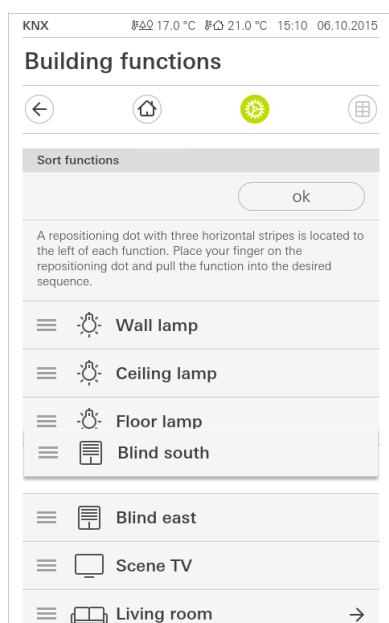 KNX 17.0 °C 21.0 °C 15:10 06.10.2015
Building functions
Sort functions
ok
A repositioning dot with three horizontal stripes is located to
the left of each function. Place your finger on the
repositioning dot and pull the function into the desired
sequence.
Wall lamp
Ceiling lamp
Floor lamp
Blind south
Blind east
Scene TV
Living room